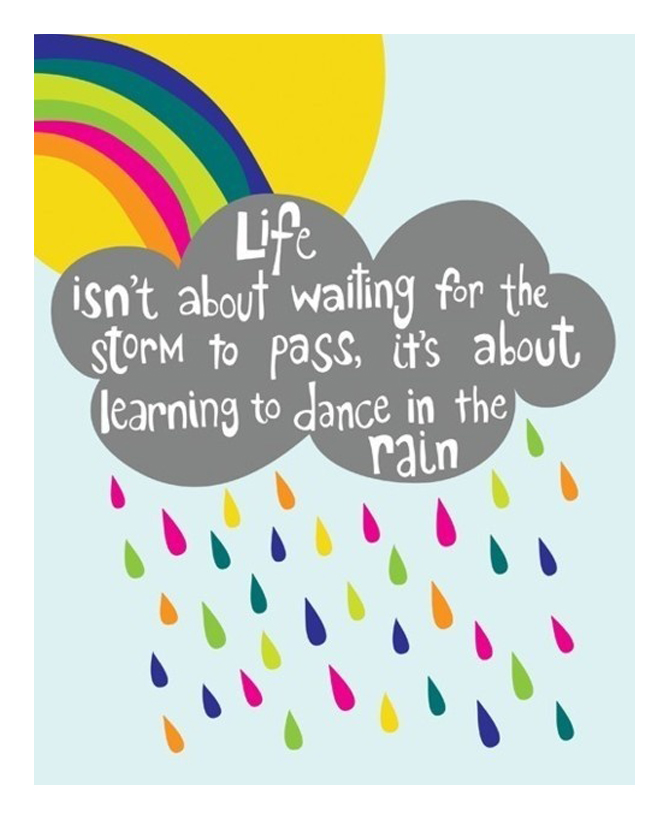 Life
isn't about waiting for the
storm to pass, it's about
learning to dance in the
rain